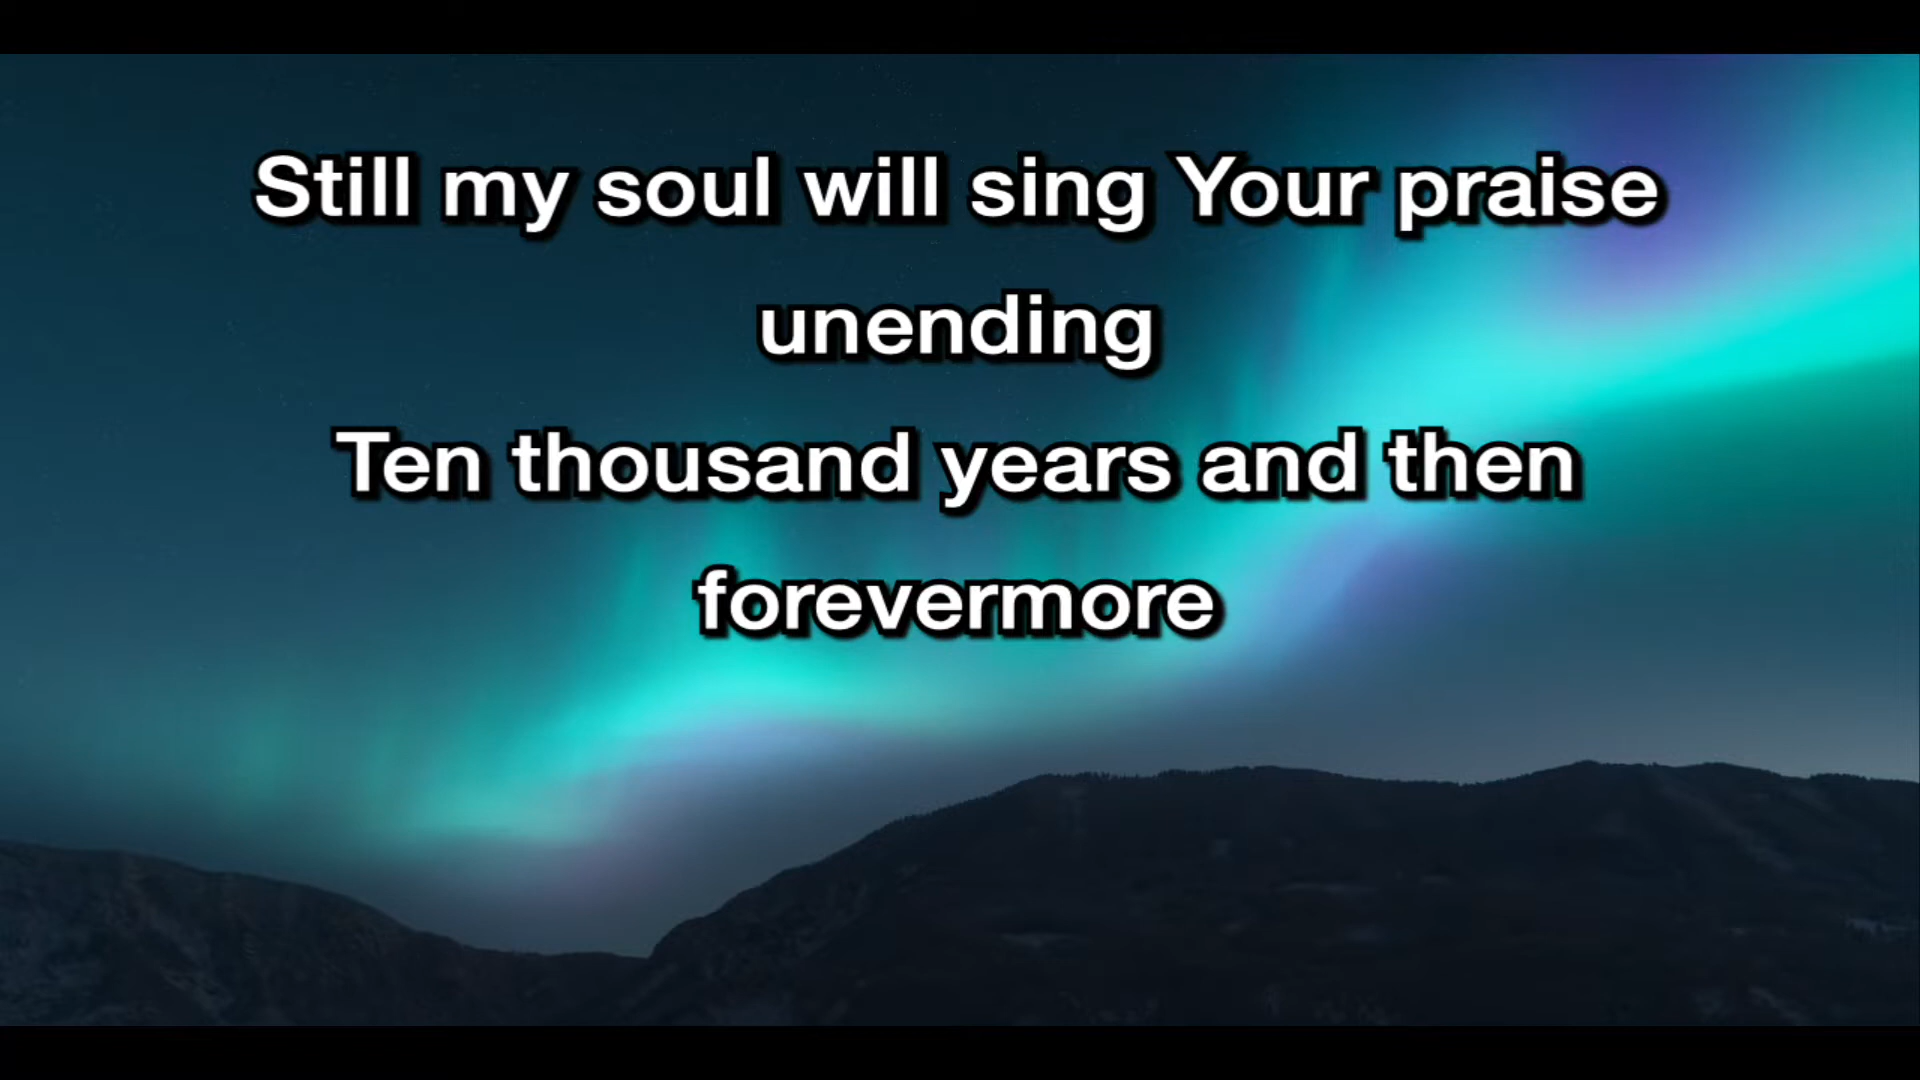 Still my soul will sing Your praise
unending
Ten thousand years and then
forevermore